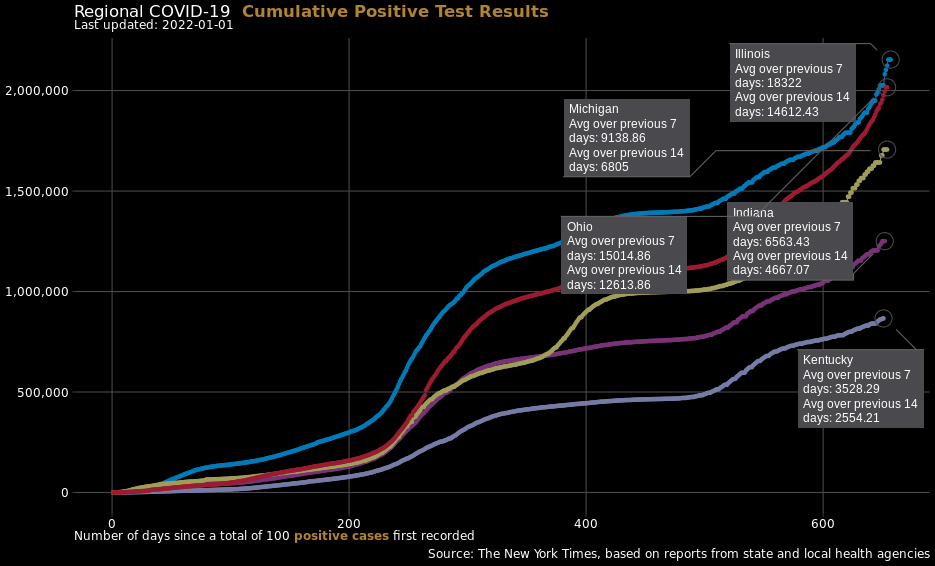 Regional COVID-19 Cumulative Positive Test Results
Last updated: 2022-01-01
Illinois
Avg over previous 7
days: 18322
Avg over previous 14
days: 14612.43
Michigan
Avg over previous 7
days: 9138.86
Avg over previous 14
days: 6805
Indiana
Avg over previous 7
days: 6563.43
Avg over previous 14
days: 4667.07
Ohio
Avg over previous 7
days: 15014.86
Avg over previous 14
days: 12613.86
Kentucky
Avg over previous 7
days: 3528.29
Avg over previous 14
days: 2554.21
2,000,000
1,500,000
1,000,000
500,000
0
0 200 400 600
Number of days since a total of 100 positive cases first recorded
Source: The New York Times, based on reports from state and local health agencies